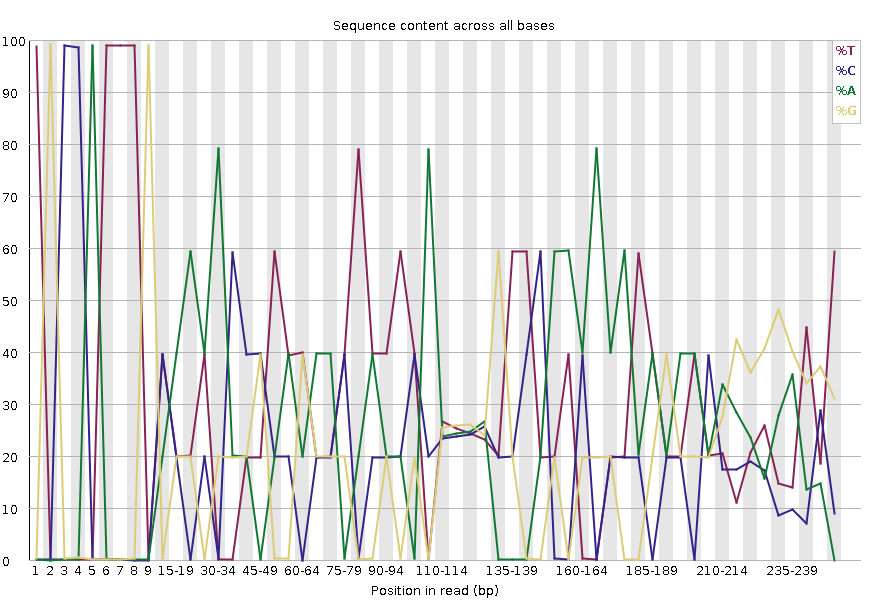 Sequence content across all bases
%T
%C
%A
%G
100
90
80
70
60
50
40
30
20
10
0
1 2 3 4 5 6 7 8 9 15-19 30-34 45-49 60-64 75-79 90-94 110-114 135-139 160-164 185-189 210-214 235-239
Position in read (bp)